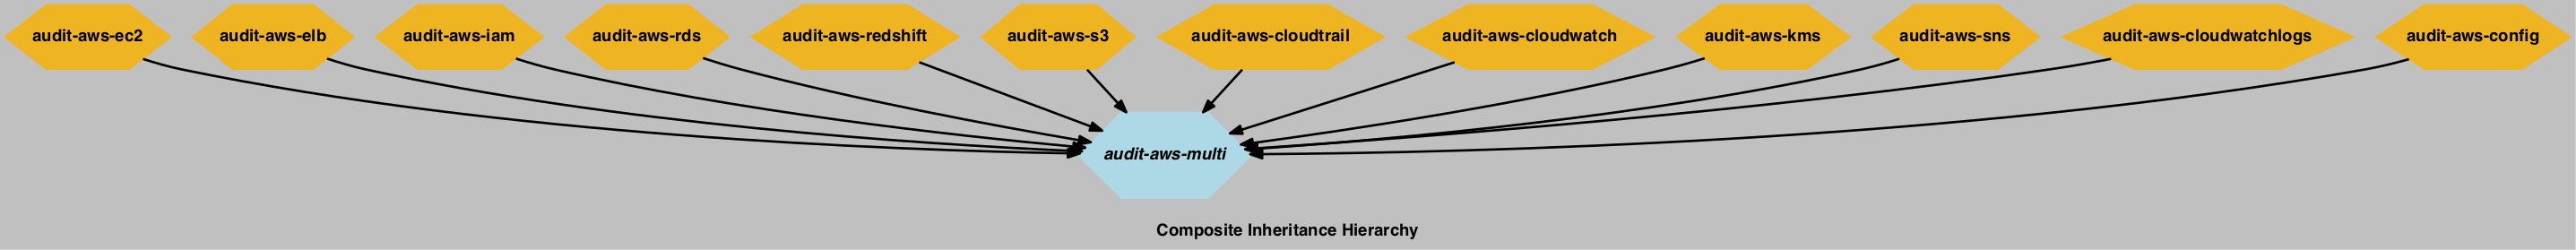 audit-aws-ec2
audit-aws-elb
audit-aws-iam
audit-aws-rds
audit-aws-redshift
audit-aws-s3
audit-aws-cloudtrail
audit-aws-cloudwatch
audit-aws-kms
audit-aws-sns
audit-aws-cloudwatchlogs
audit-aws-config
audit-aws-multi
Composite Inheritance Hierarchy